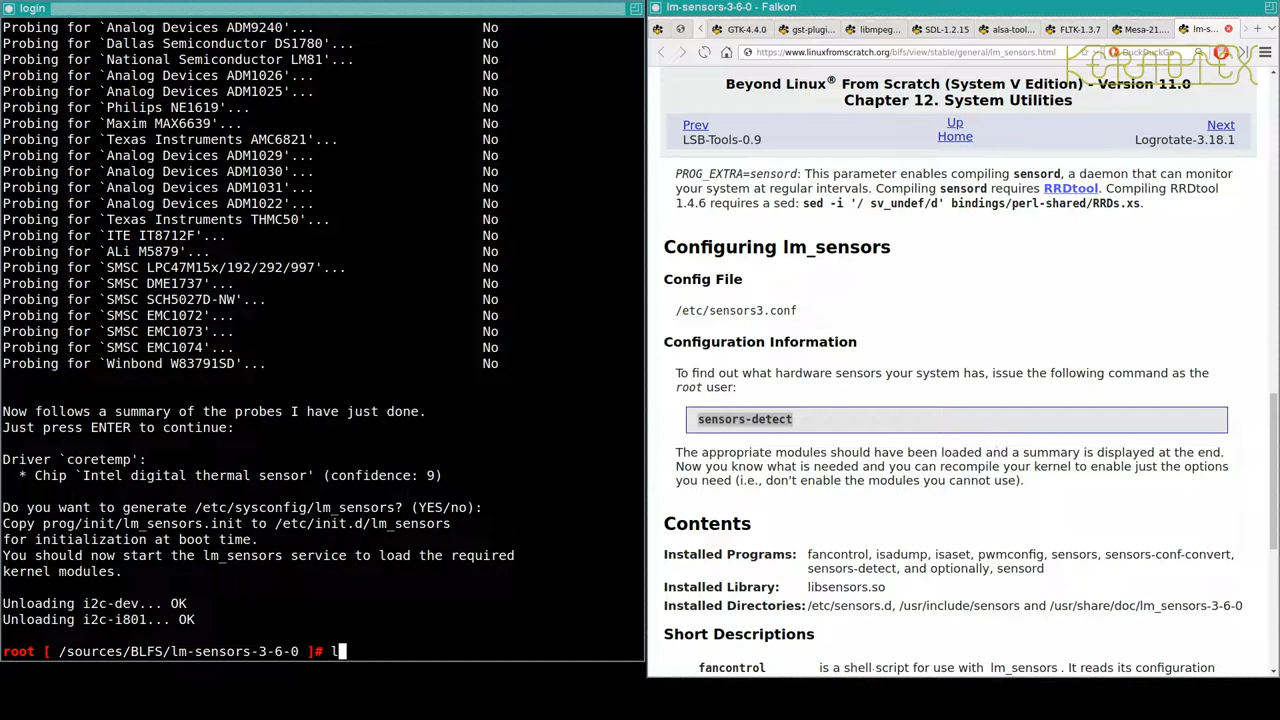 login
Probing for `Analog Devices ADM9240'... No
Probing for `Dallas Semiconductor DS1780'... No
Probing for `National Semiconductor LM81'... No
Probing for `Analog Devices ADM1026'... No
Probing for `Analog Devices ADM1025'... No
Probing for `Philips NE1619'... No
Probing for `Maxim MAX6639'... No
Probing for `Texas Instruments AMC6821'... No
Probing for `Analog Devices ADM1029'... No
Probing for `Analog Devices ADM1030'... No
Probing for `Analog Devices ADM1031'... No
Probing for `Analog Devices ADM1022'... No
Probing for `Texas Instruments THMC50'... No
Probing for `ITE IT8712F'... No
Probing for `ALi M5879'... No
Probing for `SMSC LPC47M15x/192/292/997'... No
Probing for `SMSC DME1737'... No
Probing for `SMSC SCH5027D-NW'... No
Probing for `SMSC EMC1072'... No
Probing for `SMSC EMC1073'... No
Probing for `SMSC EMC1074'... No
Probing for `Winbond W83791SD'... No
Now follows a summary of the probes I have just done.
Just press ENTER to continue:
Driver `coretemp':
* Chip `Intel digital thermal sensor' (confidence: 9)
Do you want to generate /etc/sysconfig/lm_sensors? (YES/no):
Copy prog/init/lm_sensors.init to /etc/init.d/lm_sensors
for initialization at boot time.
You should now start the lm_sensors service to load the required
kernel modules.
Unloading i2c-dev... OK
Unloading i2c-i801... OK
root [ /sources/BLFS/lm-sensors-3-6-0 ]# l
lm-sensors-3-6-0 - Falkon
GTK-4.4.0 gst-plugi... libmpeg... SDL-1.2.15 alsa-tool... FLTK-1.3.7 Mesa-21.... lm-s...
https://www.linuxfromscratch.org/blfs/view/stable/general/lm_sensors.html DuckDuckGo
KERNOTEX
Beyond Linux® From Scratch (System V Edition) - Version 11.0
Chapter 12. System Utilities
Prev Up Next
LSB-Tools-0.9 Home Logrotate-3.18.1
PROG_EXTRA=sensord: This parameter enables compiling sensord, a daemon that can monitor
your system at regular intervals. Compiling sensord requires RRDtool. Compiling RRDtool
1.4.6 requires a sed: sed -i '/ sv_undef/d' bindings/perl-shared/RRDs.xs.
Configuring lm_sensors
Config File
/etc/sensors3.conf
Configuration Information
To find out what hardware sensors your system has, issue the following command as the
root user:
sensors-detect
The appropriate modules should have been loaded and a summary is displayed at the end.
Now you know what is needed and you can recompile your kernel to enable just the options
you need (i.e., don't enable the modules you cannot use).
Contents
Installed Programs: fancontrol, isadump, isaset, pwmconfig, sensors, sensors-conf-convert,
sensors-detect, and optionally, sensord
Installed Library: libsensors.so
Installed Directories: /etc/sensors.d, /usr/include/sensors and /usr/share/doc/lm_sensors-3-6-0
Short Descriptions
fancontrol is a shell script for use with lm_sensors. It reads its configuration